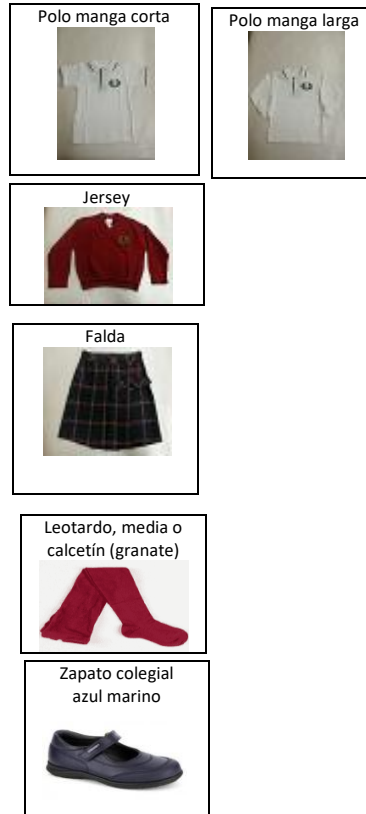 Polo manga corta
Polo manga larga
Jersey
Falda
Leotardo, media o
calcetín (granate)
Zapato colegial
azul marino